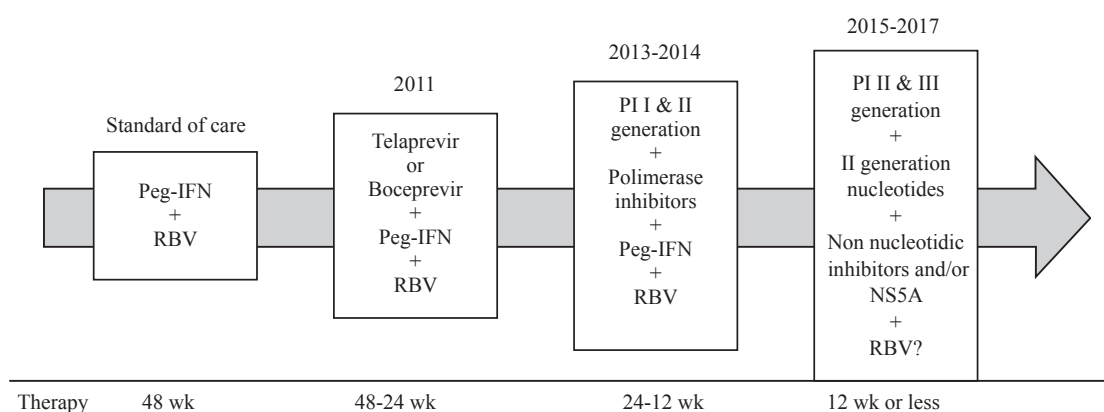 Standard of care
Peg-IFN
+
RBV
2011
Telaprevir
or
Boceprevir
+
Peg-IFN
+
RBV
2013-2014
PI I & II
generation
+
Polimerase
inhibitors
+
Peg-IFN
+
RBV
2015-2017
PI II & III
generation
+
II generation
nucleotides
+
Non nucleotidic
inhibitors and/or
NS5A
+
RBV?
Therapy 48 wk 48-24 wk 24-12 wk 12 wk or less